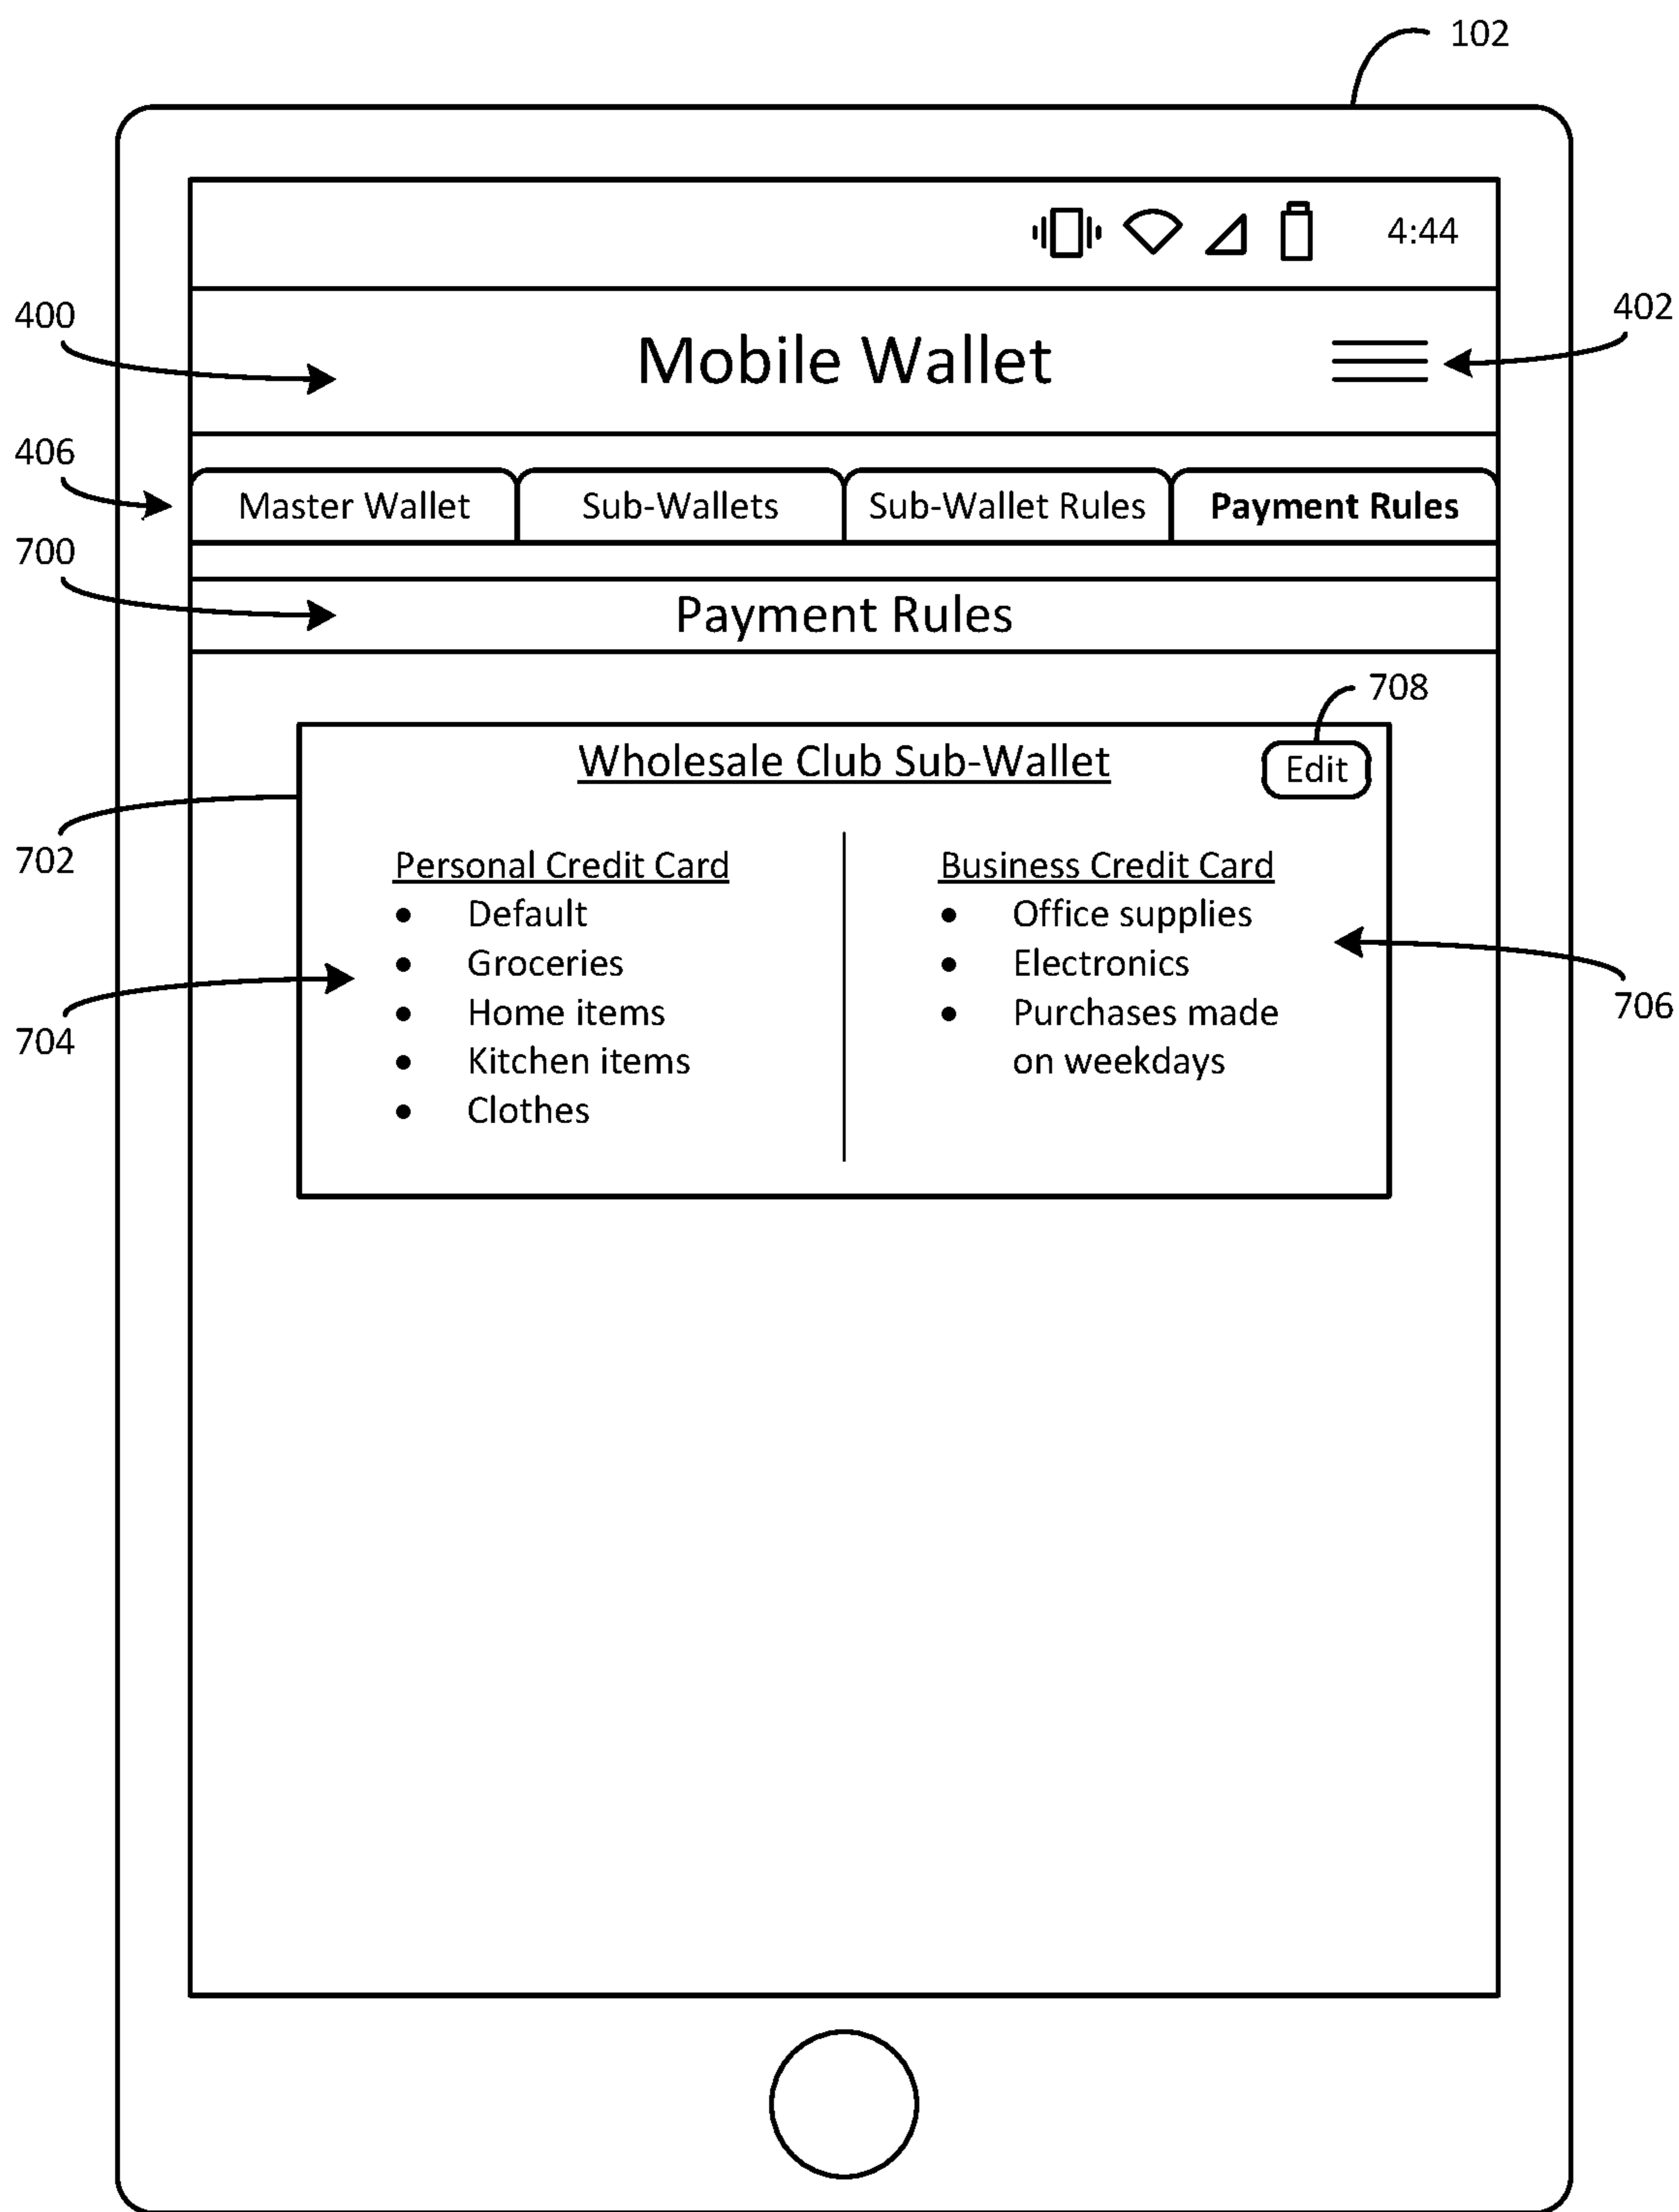 102
4:44
400
Mobile Wallet
402
406
Master Wallet
Sub-Wallets
Sub-Wallet Rules
Payment Rules
700
Payment Rules
708
Wholesale Club Sub-Wallet
Edit
702
Personal Credit Card
• Default
• Groceries
• Home items
• Kitchen items
• Clothes
704
Business Credit Card
• Office supplies
• Electronics
• Purchases made
on weekdays
706